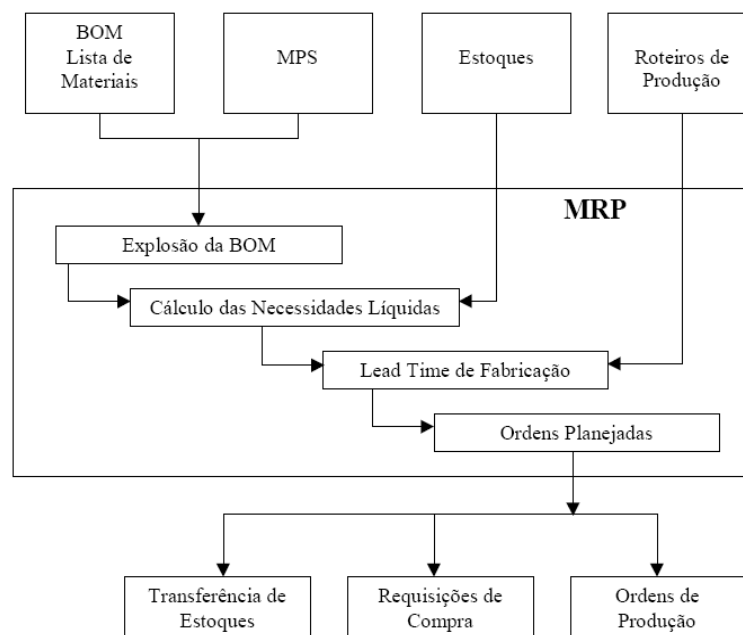 BOM
Lista de
Materiais
MPS
Estoques
Roteiros de
Produção
MRP
Explosão da BOM
Cálculo das Necessidades Líquidas
Lead Time de Fabricação
Ordens Planejadas
Transferência de
Estoques
Requisições de
Compra
Ordens de
Produção